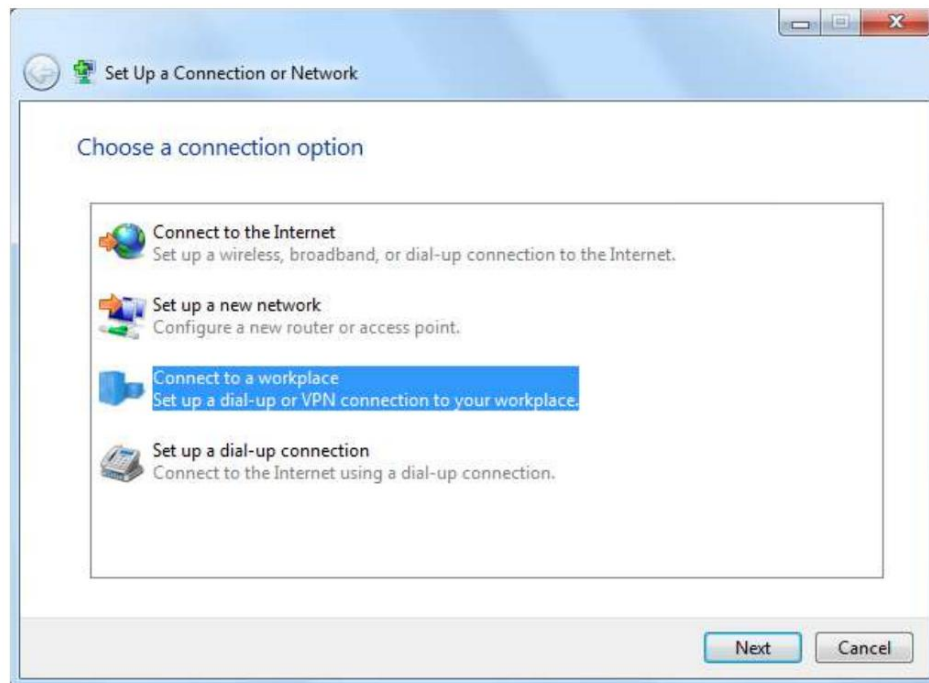 Set Up a Connection or Network
Choose a connection option
Connect to the Internet
Set up a wireless, broadband, or dial-up connection to the Internet.
Set up a new network
Configure a new router or access point.
Connect to a workplace
Set up a dial-up or VPN connection to your workplace.
Set up a dial-up connection
Connect to the Internet using a dial-up connection.
Next
Cancel